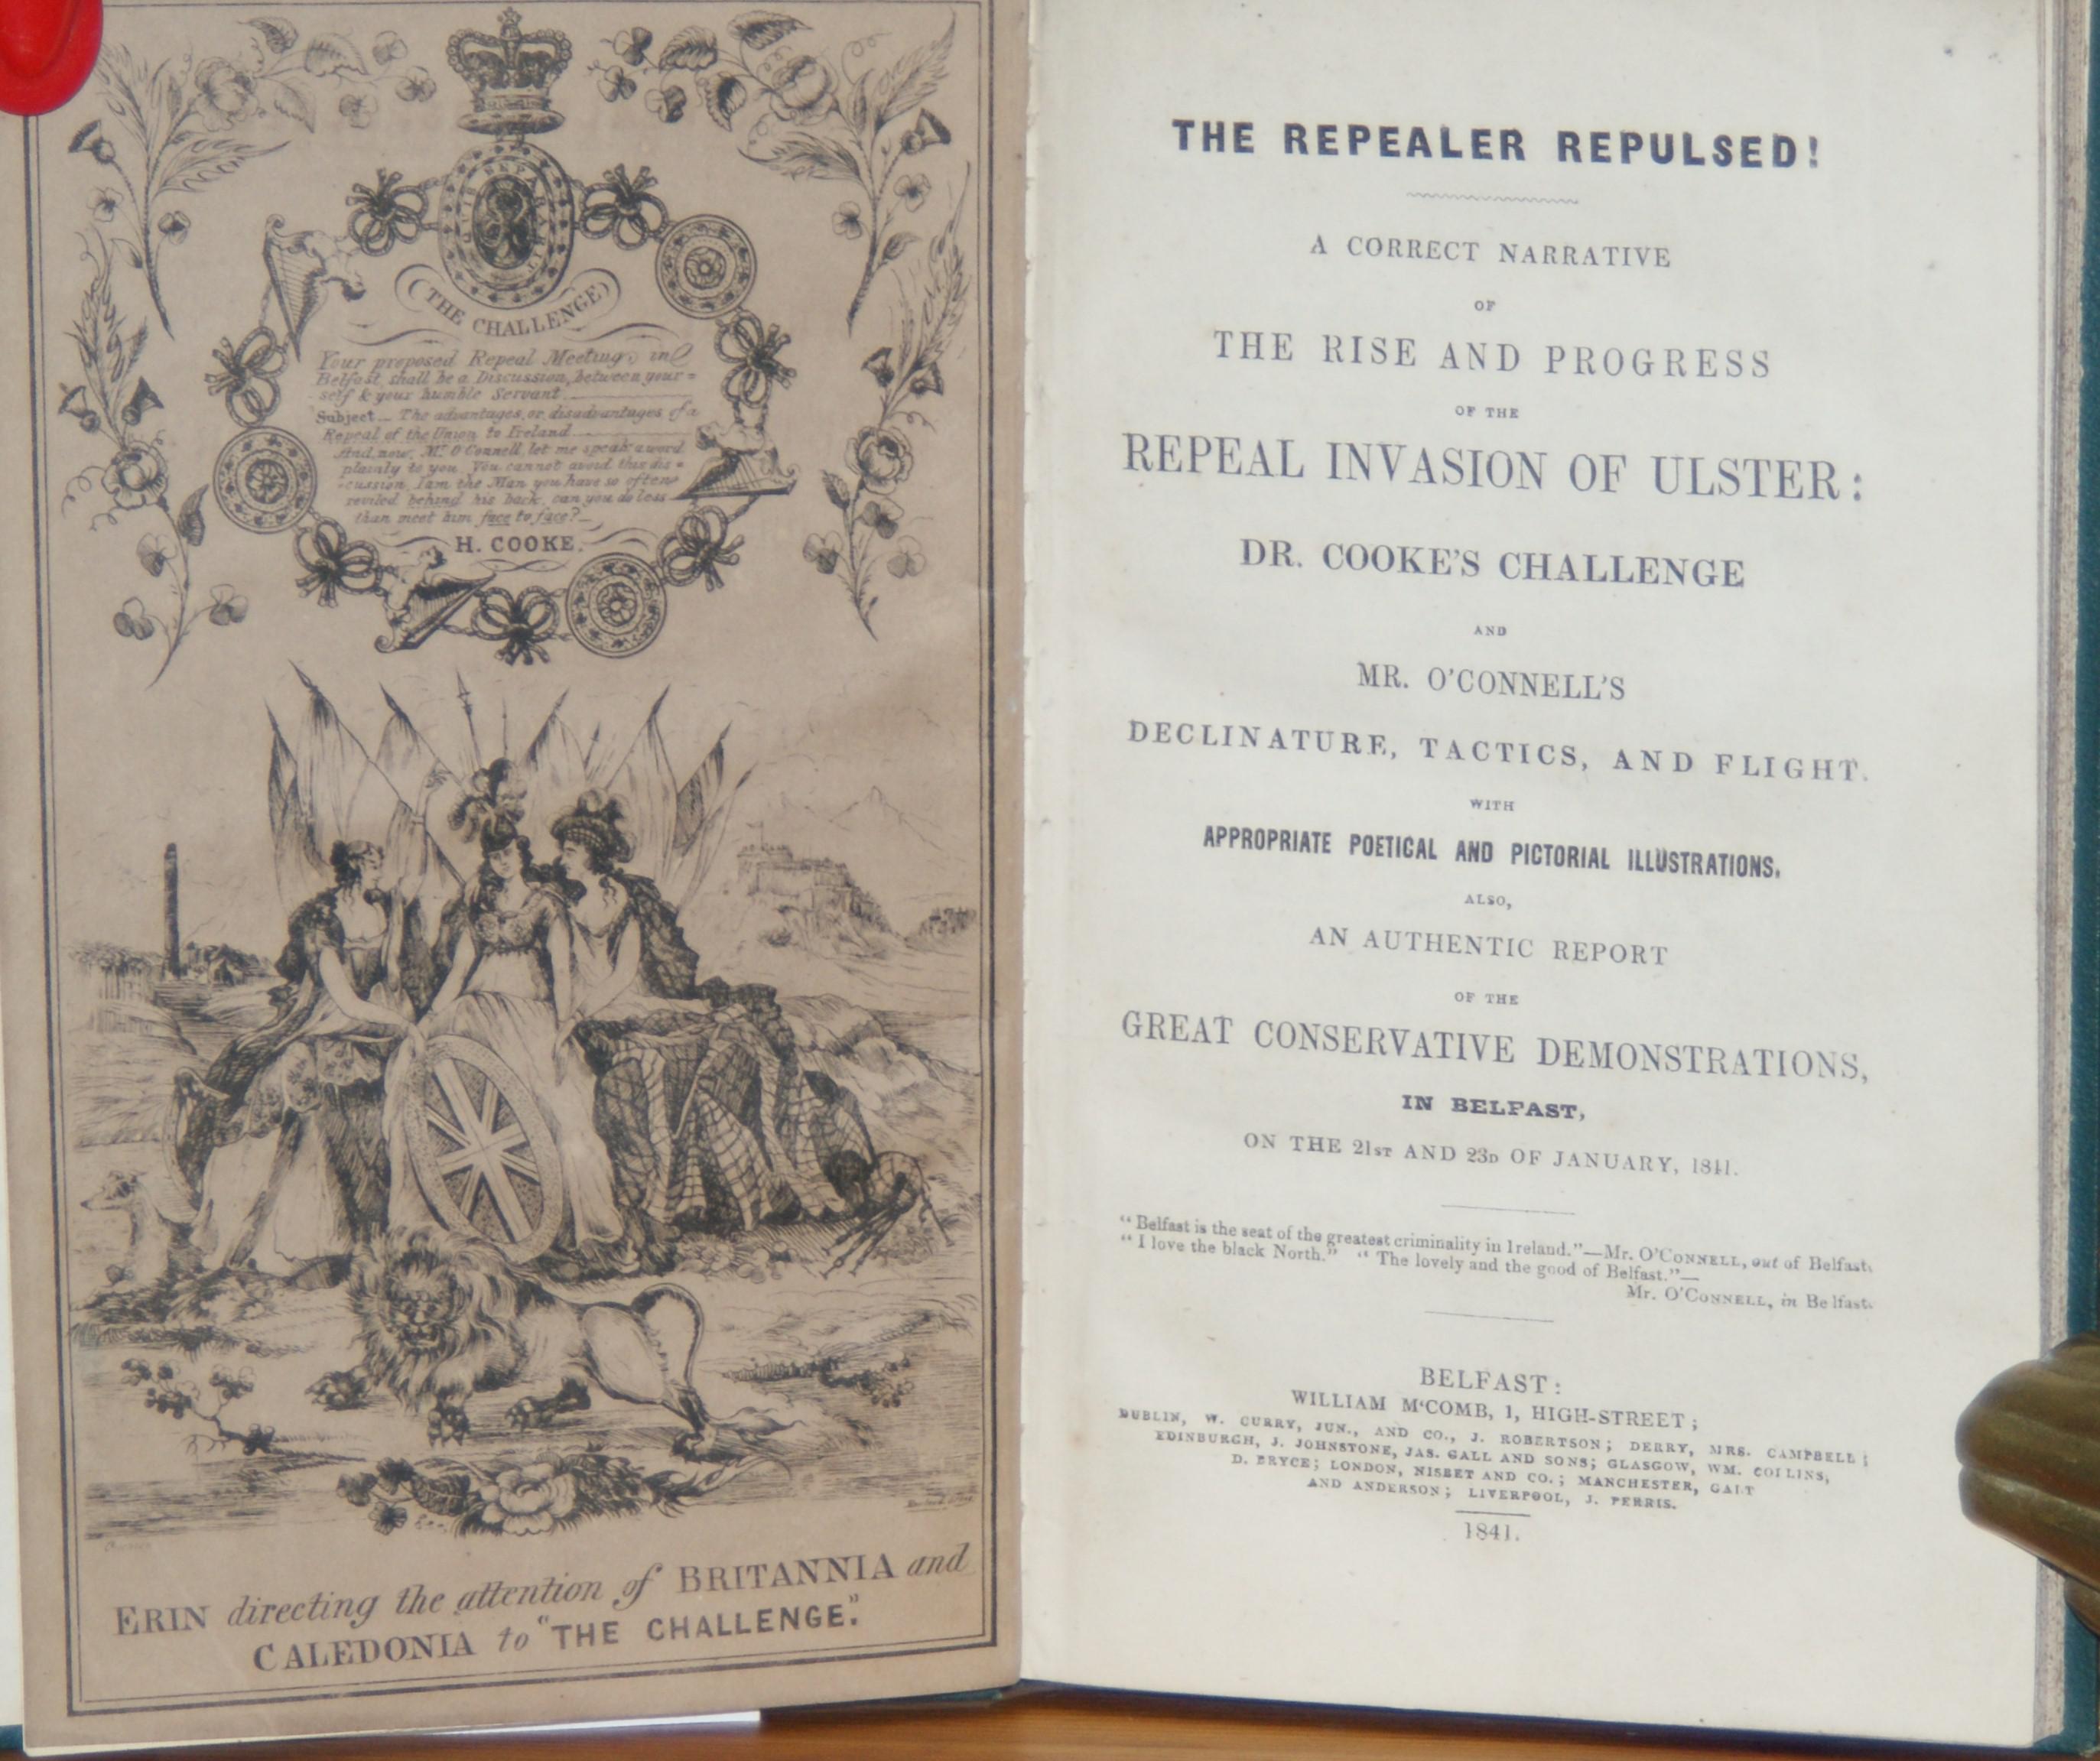 QUIS SEPARABIT
(THE CHALLENGE)
Your proposed Repeal Meeting, in
Belfast, shall be a Discussion, between your=
self & your humble Servant.
Subject_ The advantages, or, disadvantages of a
Repeal of the Union to Ireland
And, now, Mr. O'Connell, let me speak a word
plainly to you. You cannot avoid this dis=
cussion. I am the Man you have so often
reviled behind his back, can you do less
than meet him face to face?_
H. COOKE.
ERIN directing the attention of BRITANNIA and
CALEDONIA to "THE CHALLENGE".
THE REPEALER REPULSED!
A CORRECT NARRATIVE
OF
THE RISE AND PROGRESS
OF THE
REPEAL INVASION OF ULSTER:
DR. COOKE'S CHALLENGE
AND
MR. O'CONNELL'S
DECLINATURE, TACTICS, AND FLIGHT.
WITH
APPROPRIATE POETICAL AND PICTORIAL ILLUSTRATIONS.
ALSO,
AN AUTHENTIC REPORT
OF THE
GREAT CONSERVATIVE DEMONSTRATIONS,
IN BELFAST,
ON THE 21ST AND 23D OF JANUARY, 1841.
"Belfast is the seat of the greatest criminality in Ireland."—Mr. O'CONNELL, out of Belfast.
"I love the black North." "The lovely and the good of Belfast."—
Mr. O'CONNELL, in Belfast.
BELFAST:
WILLIAM M'COMB, 1, HIGH-STREET;
DUBLIN, W. CURRY, JUN., AND CO., J. ROBERTSON; DERRY, MRS. CAMPBELL;
EDINBURGH, J. JOHNSTONE, JAS. GALL AND SONS; GLASGOW, WM. COLLINS,
D. BRYCE; LONDON, NISBET AND CO.; MANCHESTER, GALT
AND ANDERSON; LIVERPOOL, J. PERRIS.
1841.